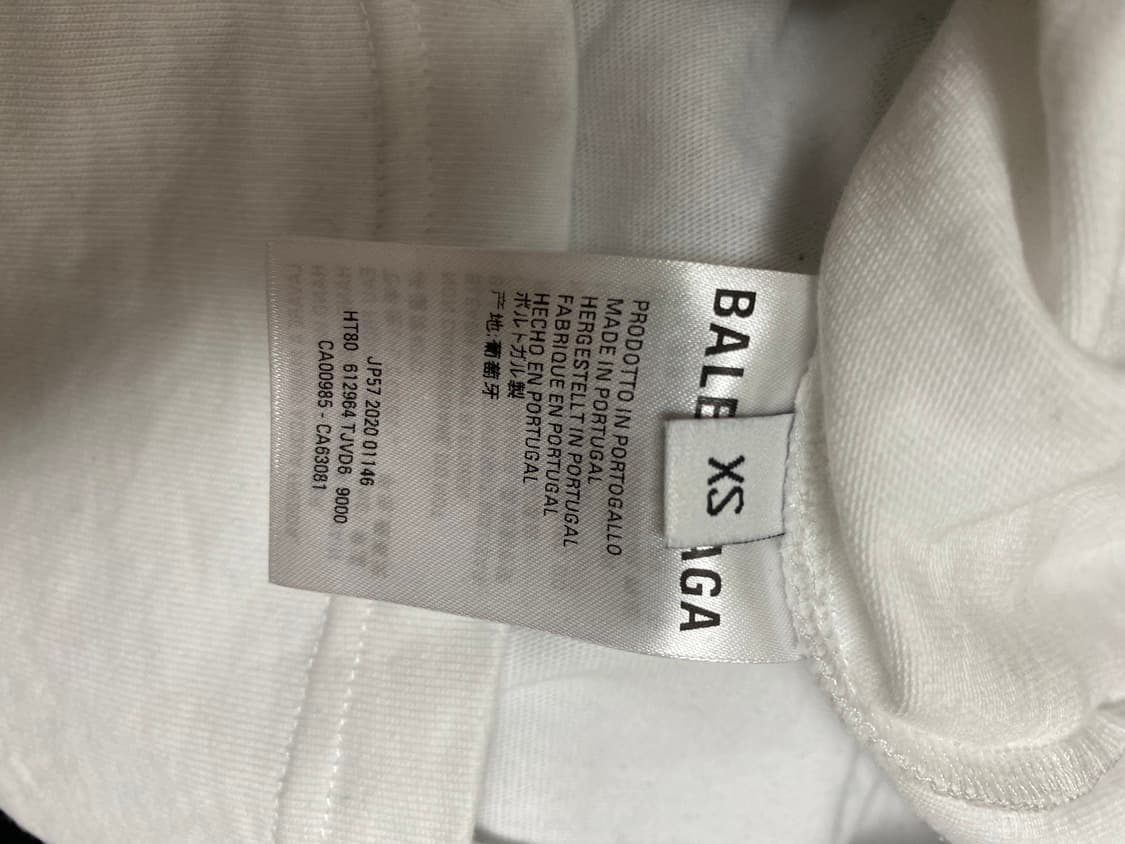 BALE AGA
XS
PRODOTTO IN PORTOGALLO
MADE IN PORTUGAL
HERGESTELLT IN PORTUGAL
FABRIQUE EN PORTUGAL
HECHO EN PORTUGAL
ポルトガル製
产地:葡萄牙
JP57 2020 01146
HT80 612964 TJVD6 9000
CA00985 - CA63081